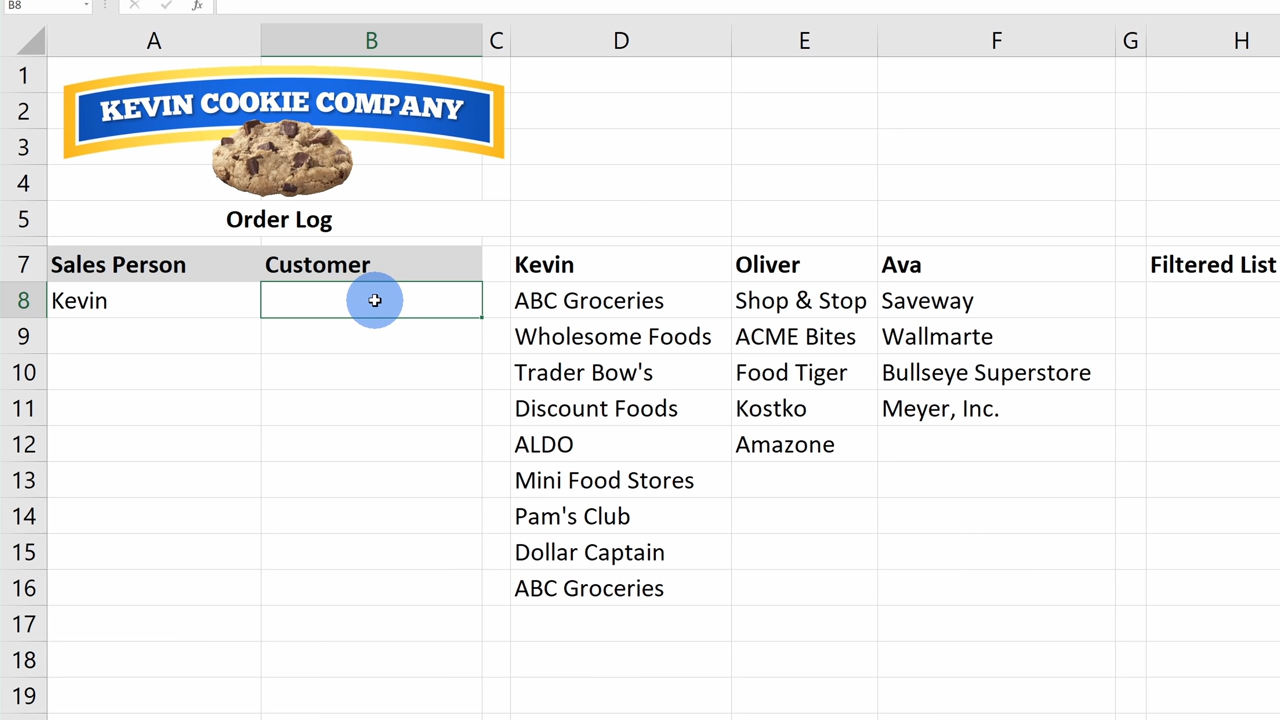 B8 fx
A B C D E F G H
1
2 KEVIN COOKIE COMPANY
3
4
5 Order Log
7 Sales Person Customer Kevin Oliver Ava Filtered List
8 Kevin ABC Groceries Shop & Stop Saveway
9 Wholesome Foods ACME Bites Wallmarte
10 Trader Bow's Food Tiger Bullseye Superstore
11 Discount Foods Kostko Meyer, Inc.
12 ALDO Amazone
13 Mini Food Stores
14 Pam's Club
15 Dollar Captain
16 ABC Groceries
17
18
19